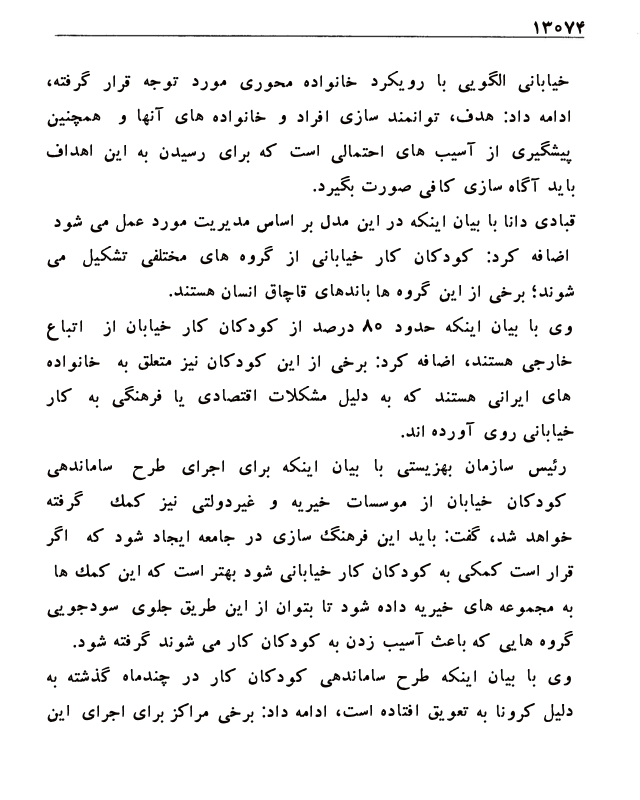 ۱۳۰۷۴
خیابانی الگویی با رویکرد خانواده محوری مورد توجه قرار گرفته،
ادامه داد: هدف، توانمند سازی افراد و خانواده های آنها و همچنین
پیشگیری از آسیب های احتمالی است که برای رسیدن به این اهداف
باید آگاه سازی کافی صورت بگیرد.
قبادی دانا با بیان اینکه در این مدل بر اساس مدیریت مورد عمل می شود
اضافه کرد: کودکان کار خیابانی از گروه های مختلفی تشکیل می
شوند؛ برخی از این گروه ها باندهای قاچاق انسان هستند.
وی با بیان اینکه حدود ۸۰ درصد از کودکان کار خیابان از اتباع
خارجی هستند، اضافه کرد: برخی از این کودکان نیز متعلق به خانواده
های ایرانی هستند که به دلیل مشکلات اقتصادی یا فرهنگی به کار
خیابانی روی آورده اند.
رئیس سازمان بهزیستی با بیان اینکه برای اجرای طرح ساماندهی
کودکان خیابان از موسسات خیریه و غیردولتی نیز کمك گرفته
خواهد شد، گفت: باید این فرهنگ سازی در جامعه ایجاد شود که اگر
قرار است کمکی به کودکان کار خیابانی شود بهتر است که این کمك ها
به مجموعه های خیریه داده شود تا بتوان از این طریق جلوی سودجویی
گروه هایی که باعث آسیب زدن به کودکان کار می شوند گرفته شود.
وی با بیان اینکه طرح ساماندهی کودکان کار در چندماه گذشته به
دلیل کرونا به تعویق افتاده است، ادامه داد: برخی مراکز برای اجرای این